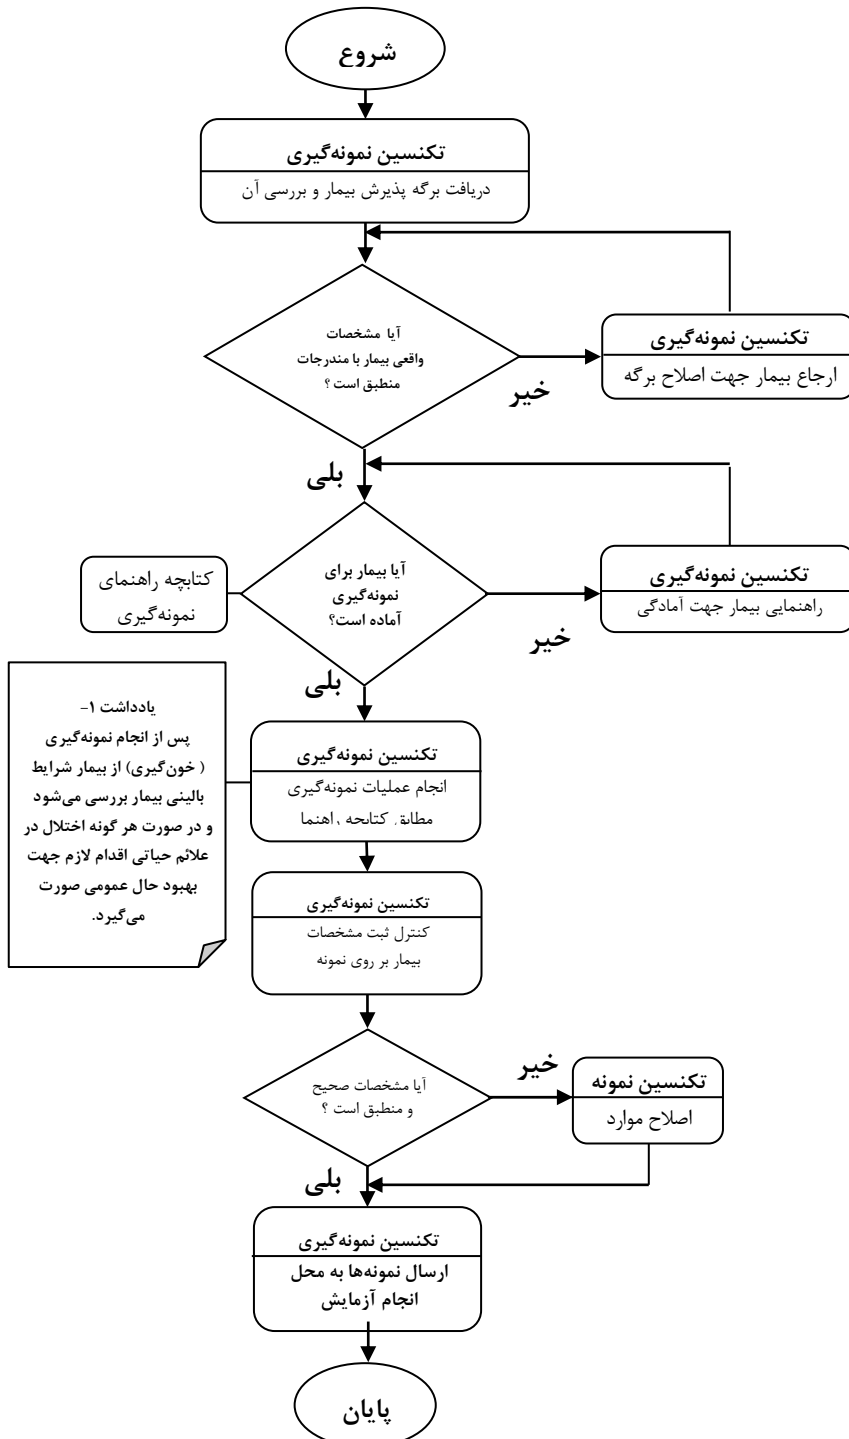 شروع
تکنسین نمونه‌گیری
دریافت برگه پذیرش بیمار و بررسی آن
آیا مشخصات
واقعی بیمار با مندرجات
منطبق است ؟
خیر
تکنسین نمونه‌گیری
ارجاع بیمار جهت اصلاح برگه
بلی
آیا بیمار برای
نمونه‌گیری
آماده است؟
کتابچه راهنمای
نمونه‌گیری
خیر
تکنسین نمونه‌گیری
راهنمایی بیمار جهت آمادگی
بلی
یادداشت ۱-
پس از انجام نمونه‌گیری
( خون‌گیری) از بیمار شرایط
بالینی بیمار بررسی می‌شود
و در صورت هر گونه اختلال در
علائم حیاتی اقدام لازم جهت
بهبود حال عمومی صورت
می‌گیرد.
تکنسین نمونه‌گیری
انجام عملیات نمونه‌گیری
مطابق کتابچه راهنما
تکنسین نمونه‌گیری
کنترل ثبت مشخصات
بیمار بر روی نمونه
آیا مشخصات صحیح
و منطبق است ؟
خیر
تکنسین نمونه
اصلاح موارد
بلی
تکنسین نمونه‌گیری
ارسال نمونه‌ها به محل
انجام آزمایش
پایان